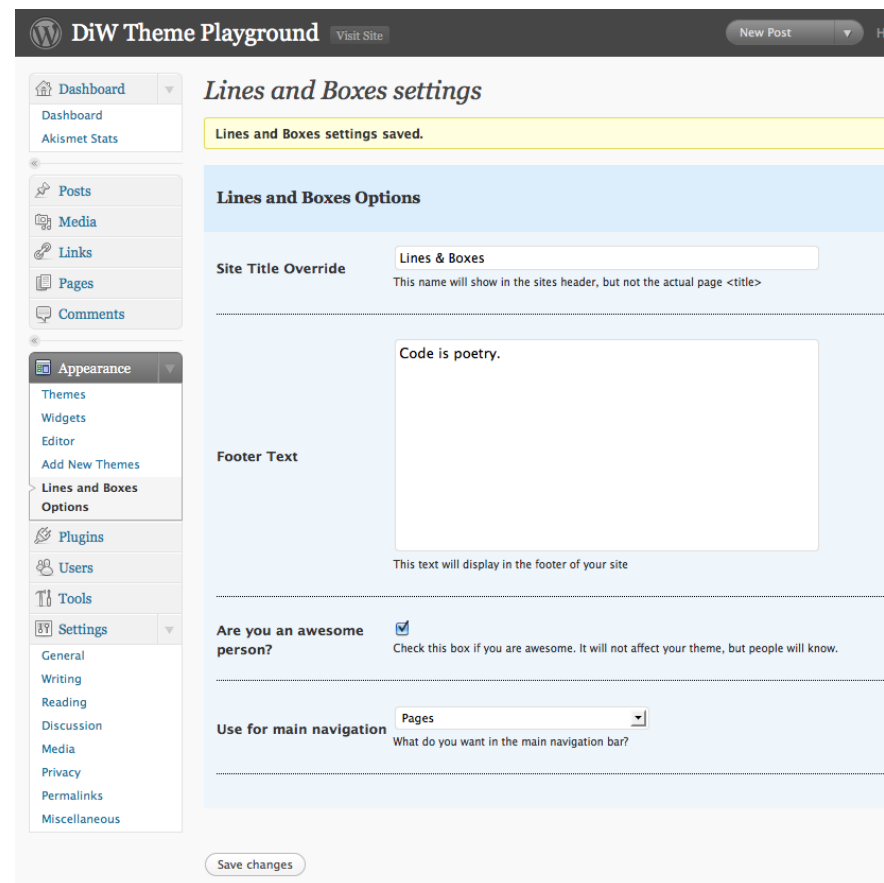 DiW Theme Playground Visit Site New Post H
Dashboard
Dashboard
Akismet Stats
Posts
Media
Links
Pages
Comments
Appearance
Themes
Widgets
Editor
Add New Themes
Lines and Boxes
Options
Plugins
Users
Tools
Settings
General
Writing
Reading
Discussion
Media
Privacy
Permalinks
Miscellaneous
Lines and Boxes settings
Lines and Boxes settings saved.
Lines and Boxes Options
Site Title Override
Lines & Boxes
This name will show in the sites header, but not the actual page <title>
Footer Text
Code is poetry.
This text will display in the footer of your site
Are you an awesome
person?
Check this box if you are awesome. It will not affect your theme, but people will know.
Use for main navigation
Pages
What do you want in the main navigation bar?
Save changes